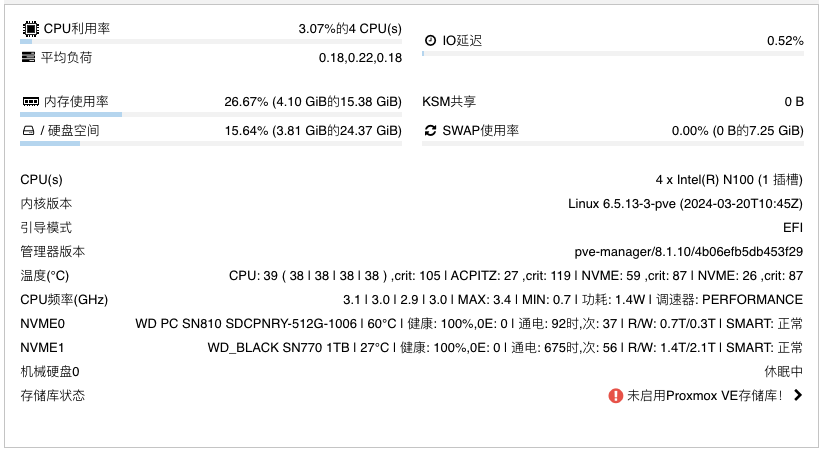 CPU利用率 3.07%的4 CPU(s)
IO延迟 0.52%
平均负荷 0.18,0.22,0.18
内存使用率 26.67% (4.10 GiB的15.38 GiB)
KSM共享 0 B
/ 硬盘空间 15.64% (3.81 GiB的24.37 GiB)
SWAP使用率 0.00% (0 B的7.25 GiB)
CPU(s) 4 x Intel(R) N100 (1 插槽)
内核版本 Linux 6.5.13-3-pve (2024-03-20T10:45Z)
引导模式 EFI
管理器版本 pve-manager/8.1.10/4b06efb5db453f29
温度(°C) CPU: 39 ( 38 | 38 | 38 | 38 ) ,crit: 105 | ACPITZ: 27 ,crit: 119 | NVME: 59 ,crit: 87 | NVME: 26 ,crit: 87
CPU频率(GHz) 3.1 | 3.0 | 2.9 | 3.0 | MAX: 3.4 | MIN: 0.7 | 功耗: 1.4W | 调速器: PERFORMANCE
NVME0 WD PC SN810 SDCPNRY-512G-1006 | 60°C | 健康: 100%,0E: 0 | 通电: 92时,次: 37 | R/W: 0.7T/0.3T | SMART: 正常
NVME1 WD_BLACK SN770 1TB | 27°C | 健康: 100%,0E: 0 | 通电: 675时,次: 56 | R/W: 1.4T/2.1T | SMART: 正常
机械硬盘0 休眠中
存储库状态 未启用Proxmox VE存储库！